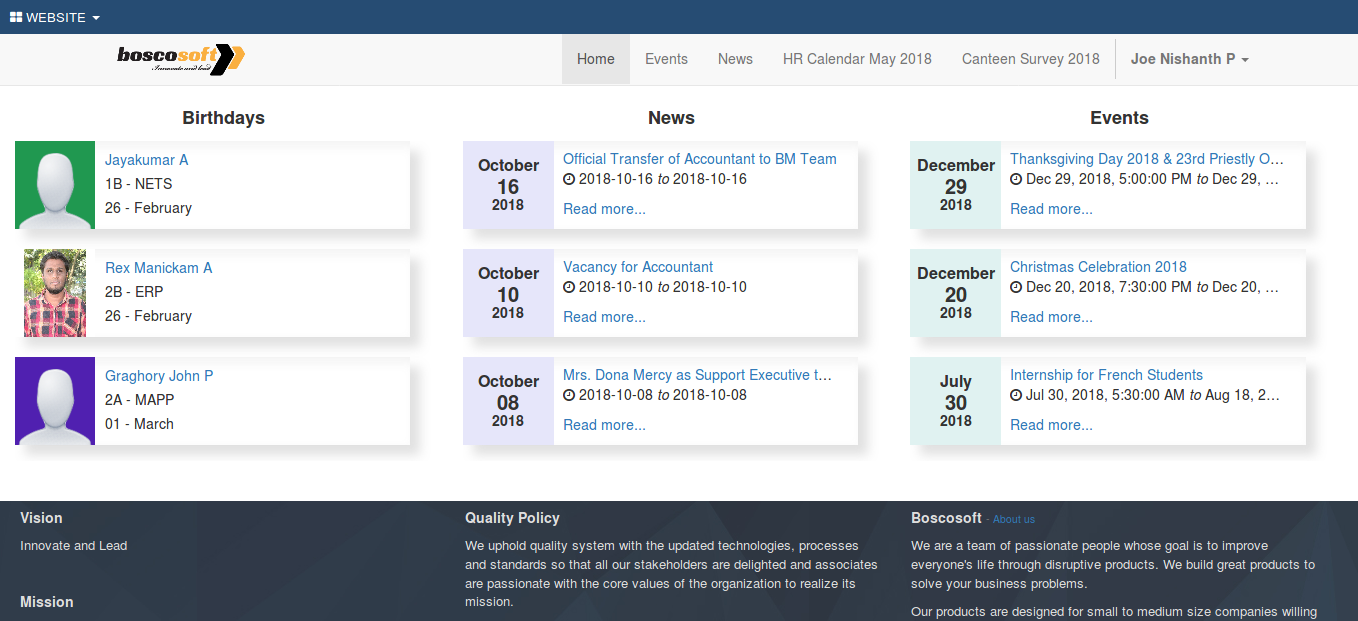 WEBSITE
boscosoft
Innovate and lead
Home Events News HR Calendar May 2018 Canteen Survey 2018 Joe Nishanth P
Birthdays
Jayakumar A
1B - NETS
26 - February
Rex Manickam A
2B - ERP
26 - February
Graghory John P
2A - MAPP
01 - March
News
October
16
2018
Official Transfer of Accountant to BM Team
2018-10-16 to 2018-10-16
Read more...
October
10
2018
Vacancy for Accountant
2018-10-10 to 2018-10-10
Read more...
October
08
2018
Mrs. Dona Mercy as Support Executive t...
2018-10-08 to 2018-10-08
Read more...
Events
December
29
2018
Thanksgiving Day 2018 & 23rd Priestly O...
Dec 29, 2018, 5:00:00 PM to Dec 29, ...
Read more...
December
20
2018
Christmas Celebration 2018
Dec 20, 2018, 7:30:00 PM to Dec 20, ...
Read more...
July
30
2018
Internship for French Students
Jul 30, 2018, 5:30:00 AM to Aug 18, 2...
Read more...
Vision
Innovate and Lead
Mission
Quality Policy
We uphold quality system with the updated technologies, processes
and standards so that all our stakeholders are delighted and associates
are passionate with the core values of the organization to realize its
mission.
Boscosoft - About us
We are a team of passionate people whose goal is to improve
everyone's life through disruptive products. We build great products to
solve your business problems.
Our products are designed for small to medium size companies willing